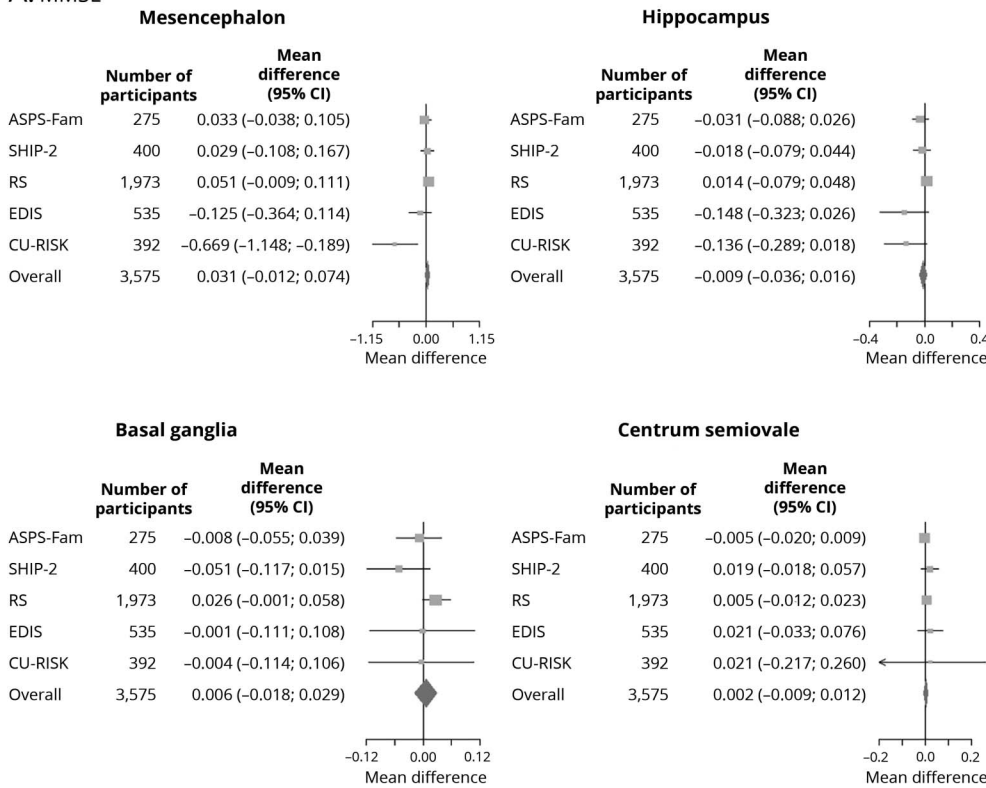 A. MMSE
Mesencephalon
Number of participants Mean difference (95% CI)
ASPS-Fam 275 0.033 (–0.038; 0.105)
SHIP-2 400 0.029 (–0.108; 0.167)
RS 1,973 0.051 (–0.009; 0.111)
EDIS 535 –0.125 (–0.364; 0.114)
CU-RISK 392 –0.669 (–1.148; –0.189)
Overall 3,575 0.031 (–0.012; 0.074)
–1.15 0.00 1.15
Mean difference
Hippocampus
Number of participants Mean difference (95% CI)
ASPS-Fam 275 –0.031 (–0.088; 0.026)
SHIP-2 400 –0.018 (–0.079; 0.044)
RS 1,973 0.014 (–0.079; 0.048)
EDIS 535 –0.148 (–0.323; 0.026)
CU-RISK 392 –0.136 (–0.289; 0.018)
Overall 3,575 –0.009 (–0.036; 0.016)
–0.4 0.0 0.4
Mean difference
Basal ganglia
Number of participants Mean difference (95% CI)
ASPS-Fam 275 –0.008 (–0.055; 0.039)
SHIP-2 400 –0.051 (–0.117; 0.015)
RS 1,973 0.026 (–0.001; 0.058)
EDIS 535 –0.001 (–0.111; 0.108)
CU-RISK 392 –0.004 (–0.114; 0.106)
Overall 3,575 0.006 (–0.018; 0.029)
–0.12 0.00 0.12
Mean difference
Centrum semiovale
Number of participants Mean difference (95% CI)
ASPS-Fam 275 –0.005 (–0.020; 0.009)
SHIP-2 400 0.019 (–0.018; 0.057)
RS 1,973 0.005 (–0.012; 0.023)
EDIS 535 0.021 (–0.033; 0.076)
CU-RISK 392 0.021 (–0.217; 0.260)
Overall 3,575 0.002 (–0.009; 0.012)
–0.2 0.0 0.2
Mean difference